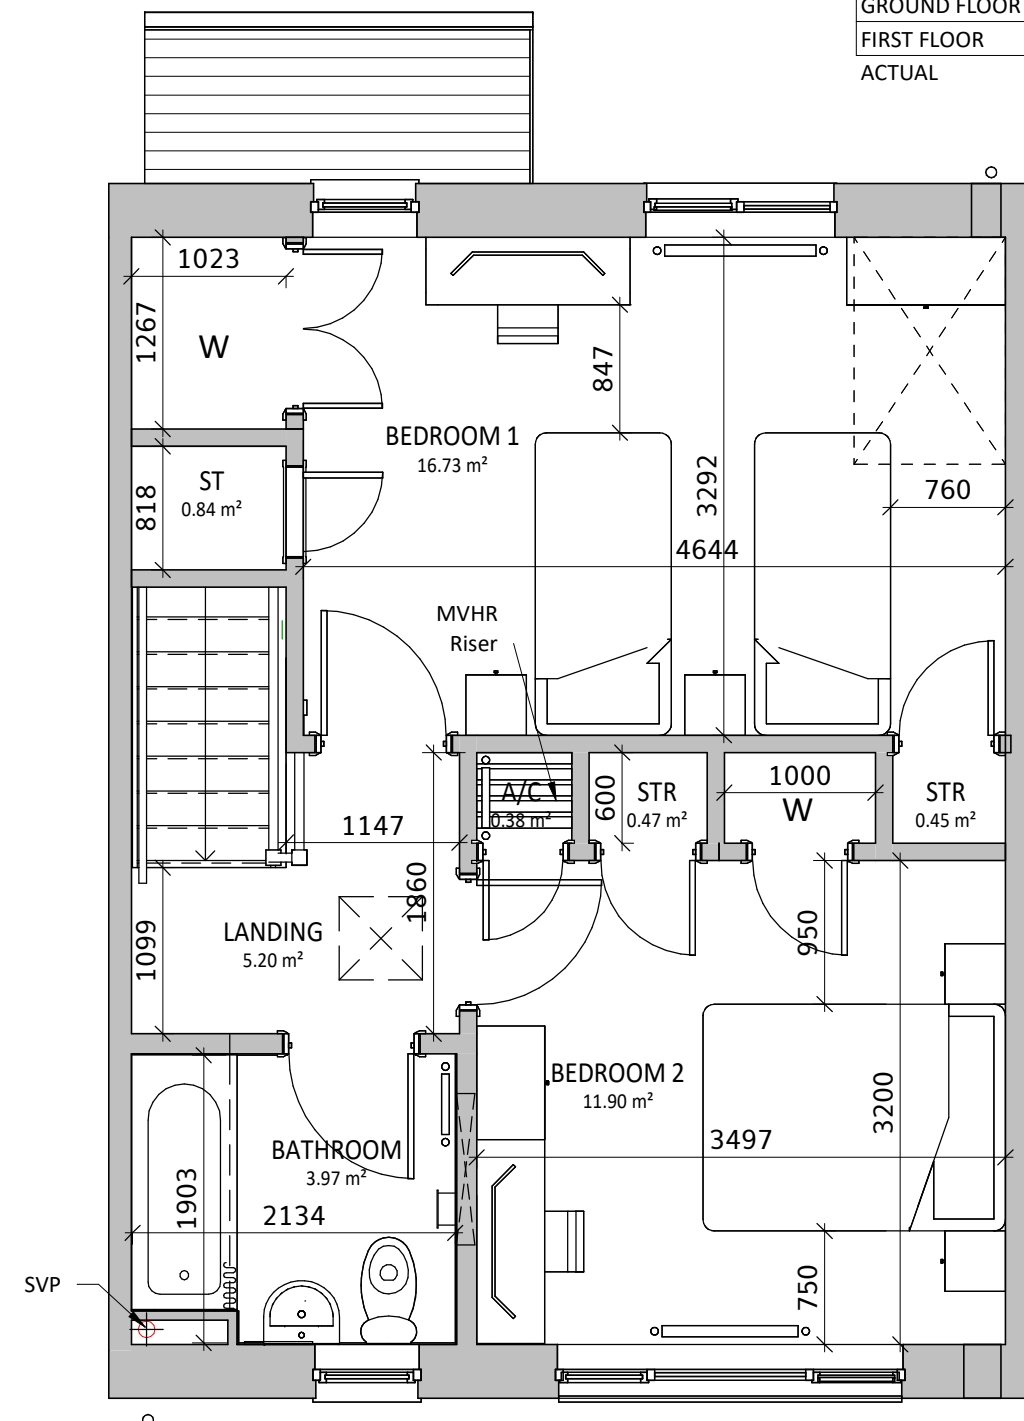 GROUND FLOOR
FIRST FLOOR
ACTUAL
1023
1267
W
847
BEDROOM 1
16.73 m²
3292
ST
0.84 m²
818
760
4644
MVHR
Riser
A/C
0.38 m²
600
STR
0.47 m²
1000
W
STR
0.45 m²
1147
1860
LANDING
5.20 m²
1099
950
BEDROOM 2
11.90 m²
3200
3497
BATHROOM
3.97 m²
1903
2134
750
SVP